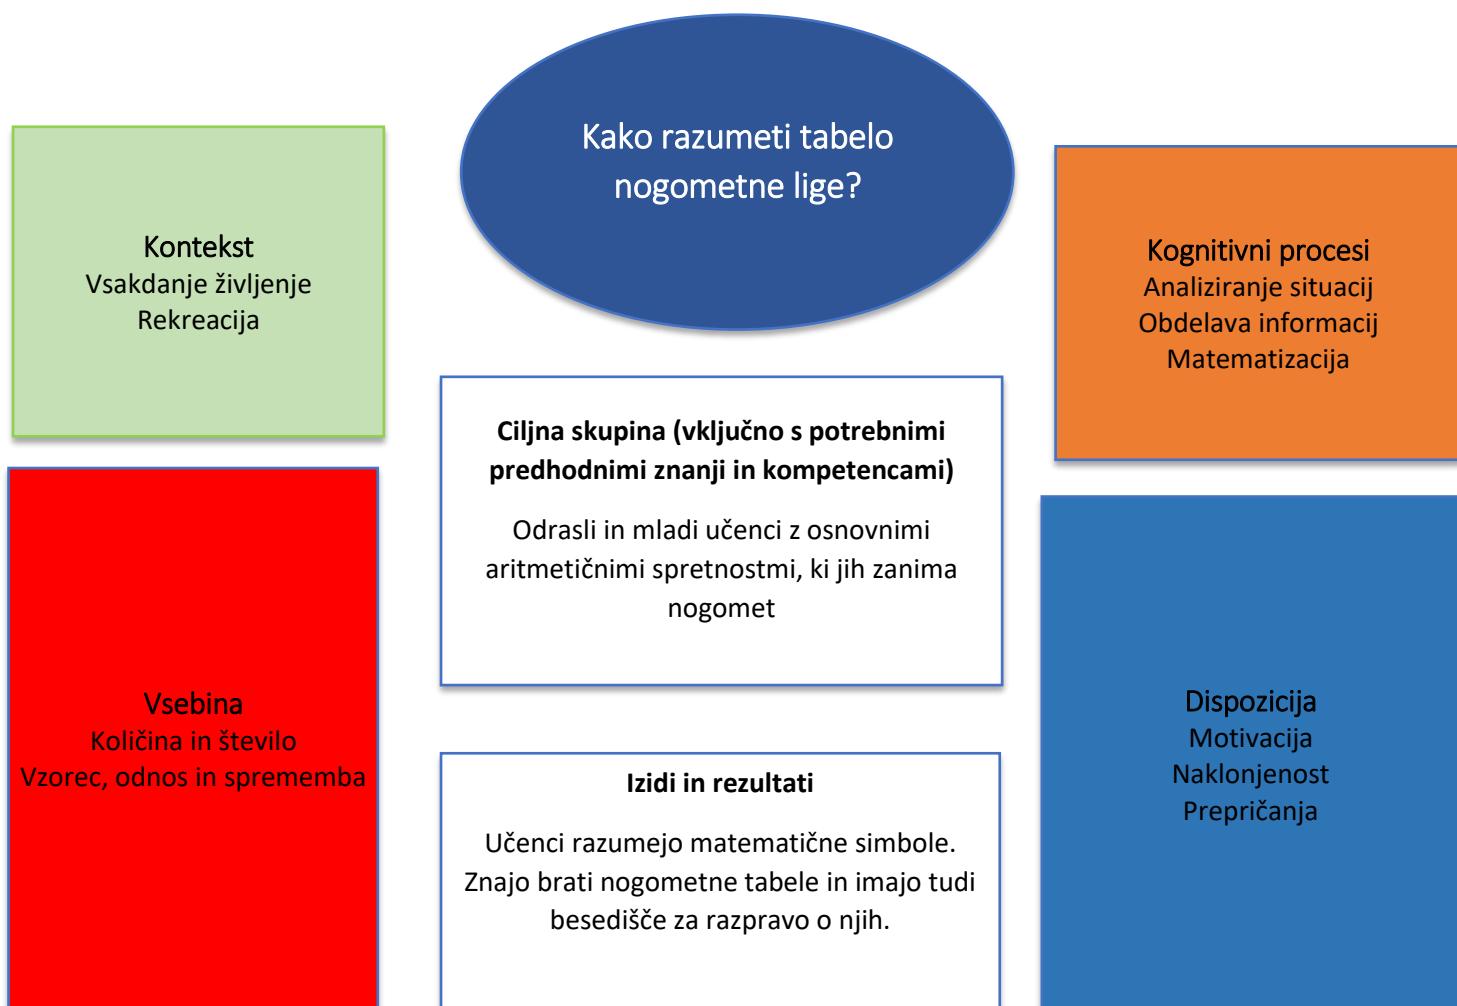 Kako razumeti tabelo
nogometne lige?
Kontekst
Vsakdanje življenje
Rekreacija
Kognitivni procesi
Analiziranje situacij
Obdelava informacij
Matematizacija
Ciljna skupina (vključno s potrebnimi
predhodnimi znanji in kompetencami)
Odrasli in mladi učenci z osnovnimi
aritmetičnimi spretnostmi, ki jih zanima
nogomet
Vsebina
Količina in število
Vzorec, odnos in sprememba
Dispozicija
Motivacija
Naklonjenost
Prepričanja
Izidi in rezultati
Učenci razumejo matematične simbole.
Znajo brati nogometne tabele in imajo tudi
besedišče za razpravo o njih.